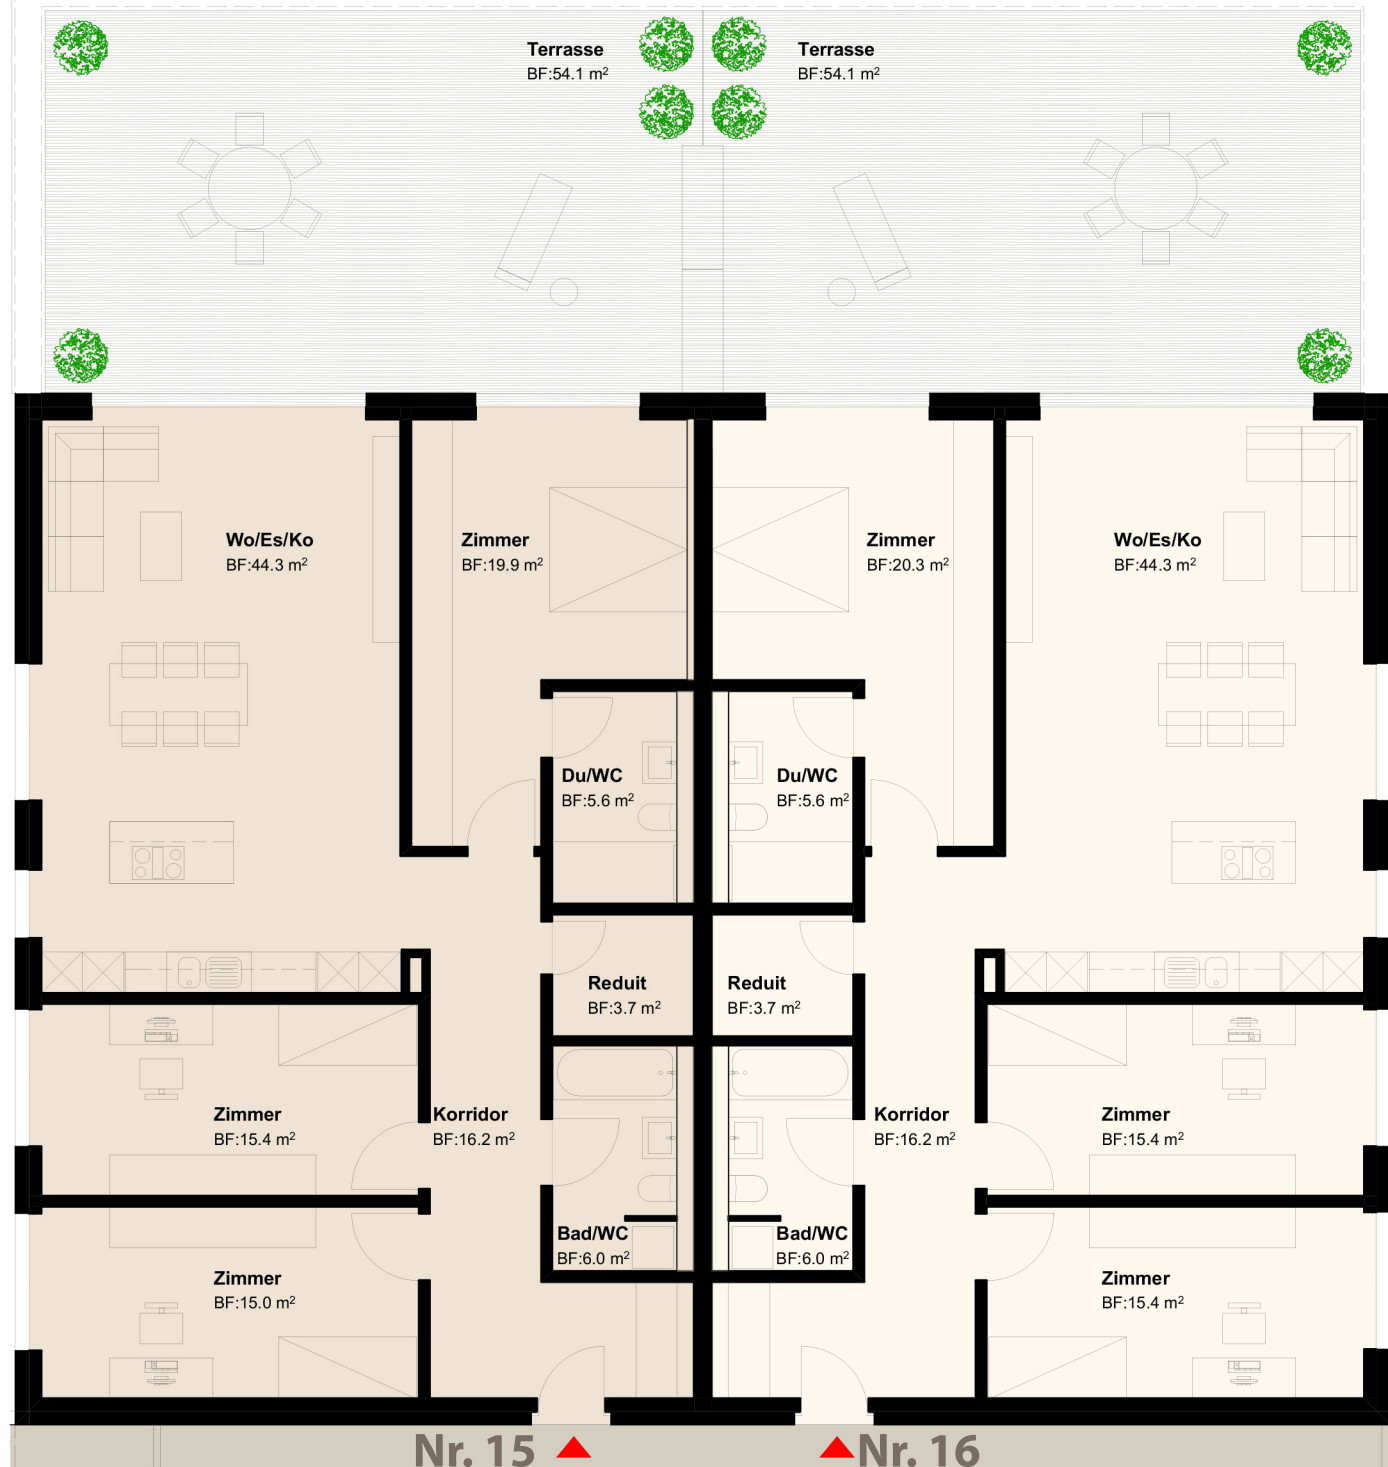 Terrasse
BF:54.1 m²
Terrasse
BF:54.1 m²
Wo/Es/Ko
BF:44.3 m²
Zimmer
BF:19.9 m²
Zimmer
BF:20.3 m²
Wo/Es/Ko
BF:44.3 m²
Du/WC
BF:5.6 m²
Du/WC
BF:5.6 m²
Reduit
BF:3.7 m²
Reduit
BF:3.7 m²
Zimmer
BF:15.4 m²
Korridor
BF:16.2 m²
Korridor
BF:16.2 m²
Zimmer
BF:15.4 m²
Bad/WC
BF:6.0 m²
Bad/WC
BF:6.0 m²
Zimmer
BF:15.0 m²
Zimmer
BF:15.4 m²
Nr. 15
Nr. 16